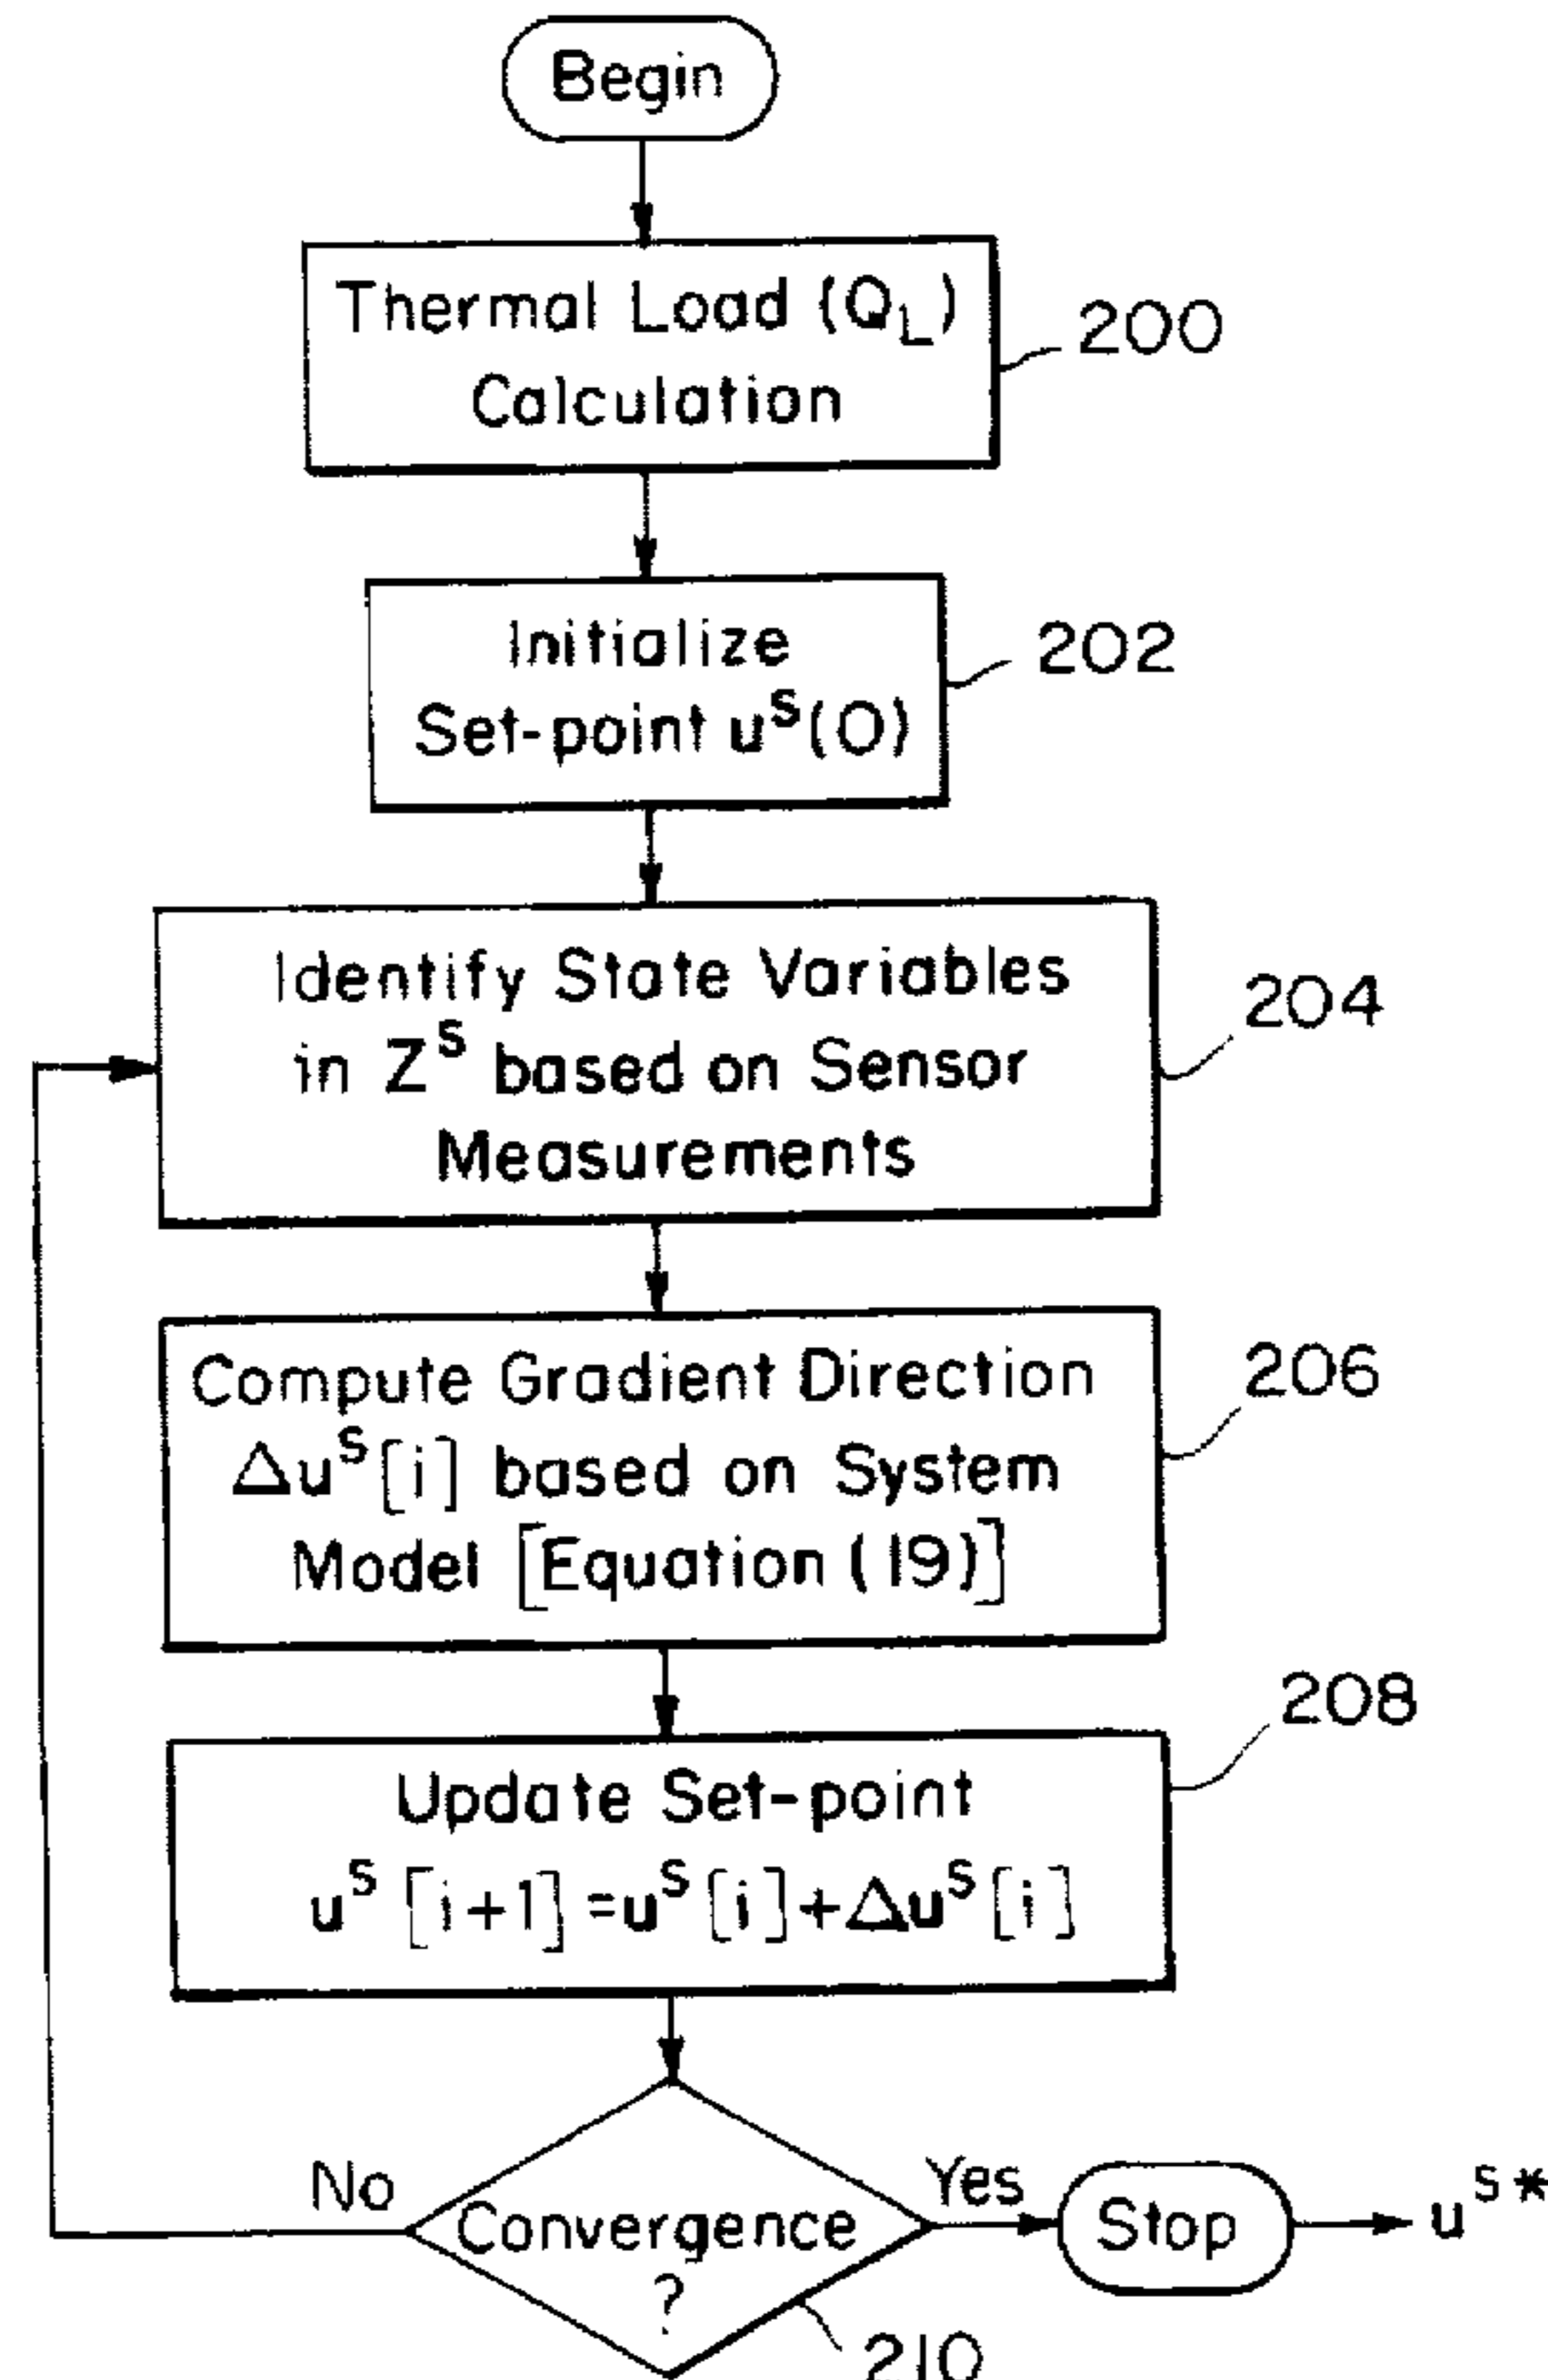 Begin
Thermal Load (Q_L)
Calculation
200
Initialize
Set-point u^s(0)
202
Identify State Variables
in Z^s based on Sensor
Measurements
204
Compute Gradient Direction
Δu^s[i] based on System
Model [Equation (19)]
206
Update Set-point
u^s[i+1]=u^s[i]+Δu^s[i]
208
Convergence
?
210
No
Yes
Stop
u^s*